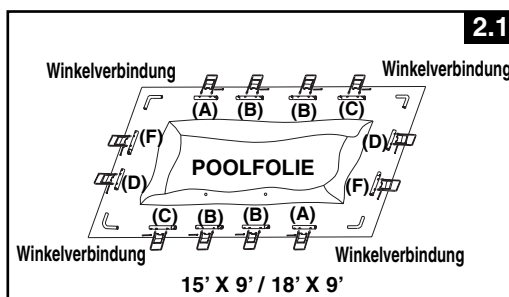 2.1
Winkelverbindung Winkelverbindung
(A) (B) (B) (C)
(F) (D)
POOLFOLIE
(D) (F)
(C) (B) (B) (A)
Winkelverbindung Winkelverbindung
15' X 9' / 18' X 9'